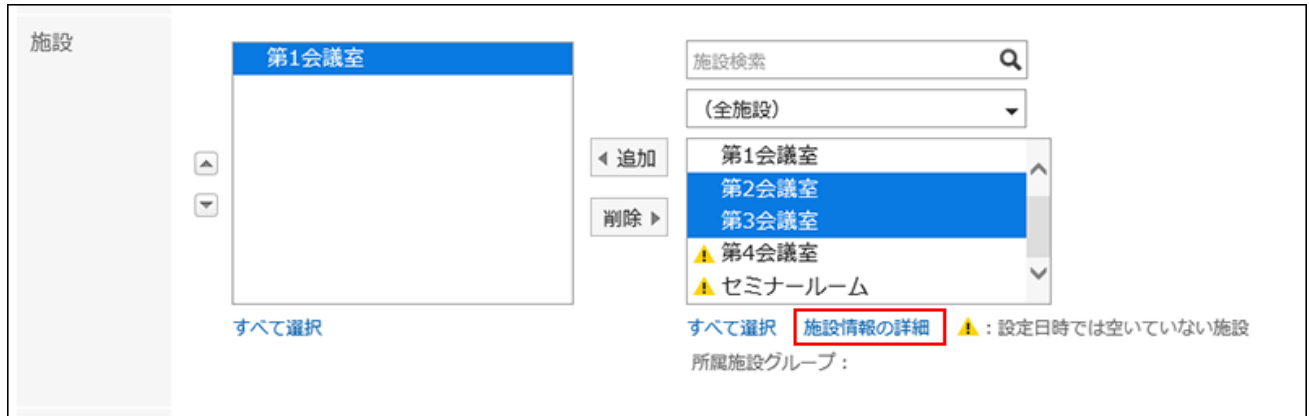 施設
第1会議室
すべて選択
追加
削除
施設検索
(全施設)
第1会議室
第2会議室
第3会議室
第4会議室
セミナールーム
すべて選択 施設情報の詳細 ：設定日時では空いていない施設
所属施設グループ：